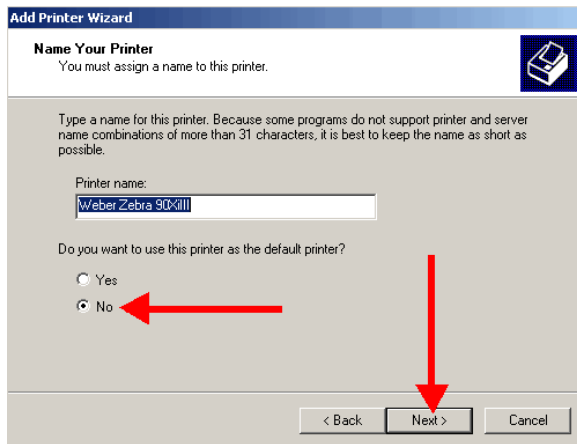 Add Printer Wizard
Name Your Printer
You must assign a name to this printer.
Type a name for this printer. Because some programs do not support printer and server
name combinations of more than 31 characters, it is best to keep the name as short as
possible.
Printer name:
Weber Zebra 90XiIII
Do you want to use this printer as the default printer?
Yes
No
< Back
Next >
Cancel